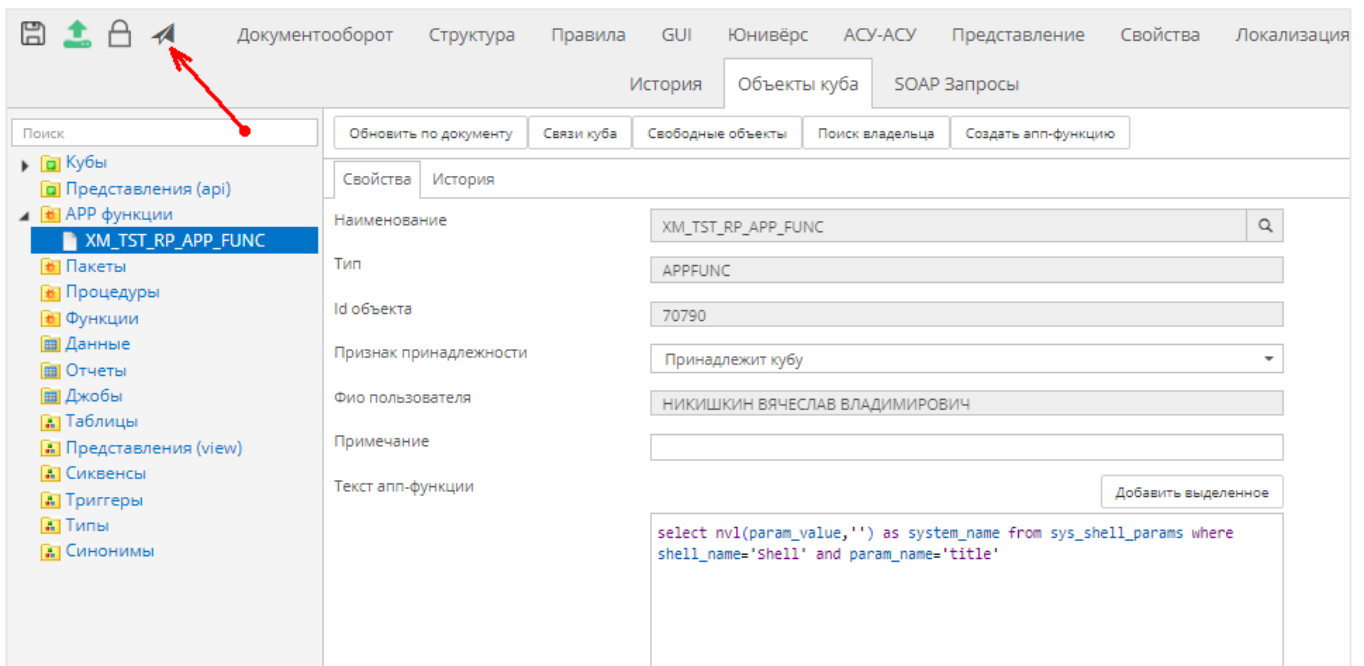 Документооборот Структура Правила GUI Юнивёрс АСУ-АСУ Представление Свойства Локализация
История Объекты куба SOAP Запросы
Поиск
Кубы
Представления (api)
APP функции
XM_TST_RP_APP_FUNC
Пакеты
Процедуры
Функции
Данные
Отчеты
Джобы
Таблицы
Представления (view)
Сиквенсы
Триггеры
Типы
Синонимы
Обновить по документу Связи куба Свободные объекты Поиск владельца Создать апп-функцию
Свойства История
Наименование XM_TST_RP_APP_FUNC
Тип APPFUNC
Id объекта 70790
Признак принадлежности Принадлежит кубу
Фио пользователя НИКИШКИН ВЯЧЕСЛАВ ВЛАДИМИРОВИЧ
Примечание
Текст апп-функции Добавить выделенное
select nvl(param_value,'') as system_name from sys_shell_params where
shell_name='Shell' and param_name='title'